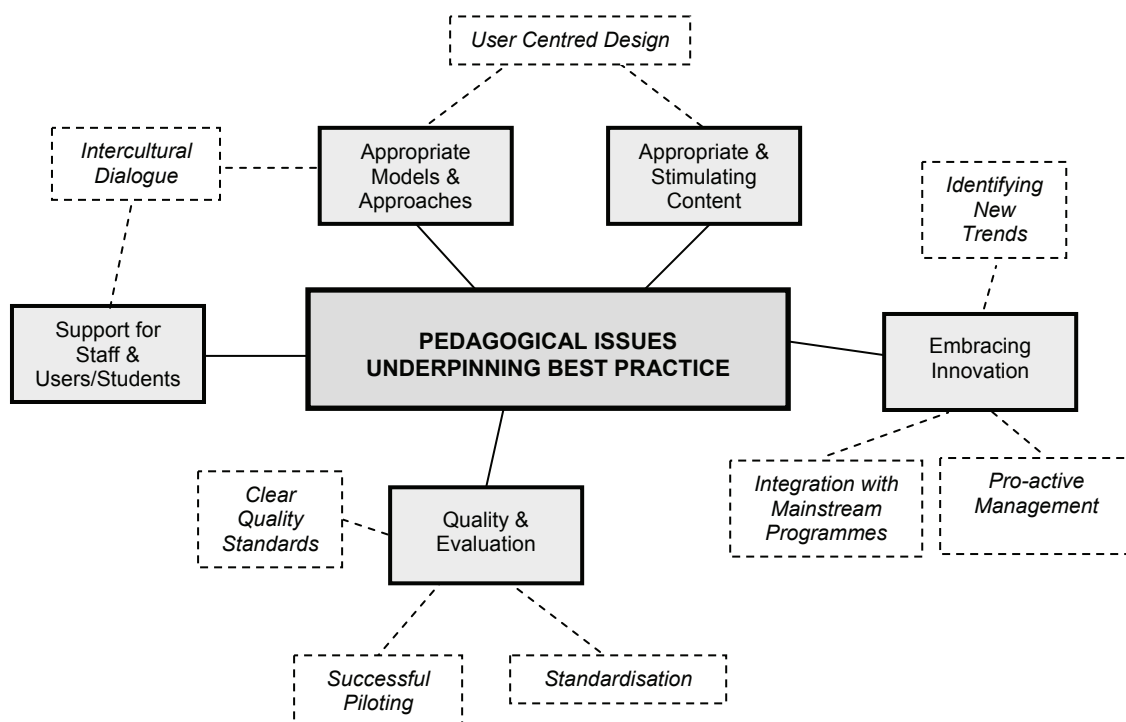 User Centred Design
Intercultural
Dialogue
Appropriate
Models &
Approaches
Appropriate &
Stimulating
Content
Identifying
New
Trends
Support for
Staff &
Users/Students
PEDAGOGICAL ISSUES
UNDERPINNING BEST PRACTICE
Embracing
Innovation
Clear
Quality
Standards
Quality &
Evaluation
Integration with
Mainstream
Programmes
Pro-active
Management
Successful
Piloting
Standardisation